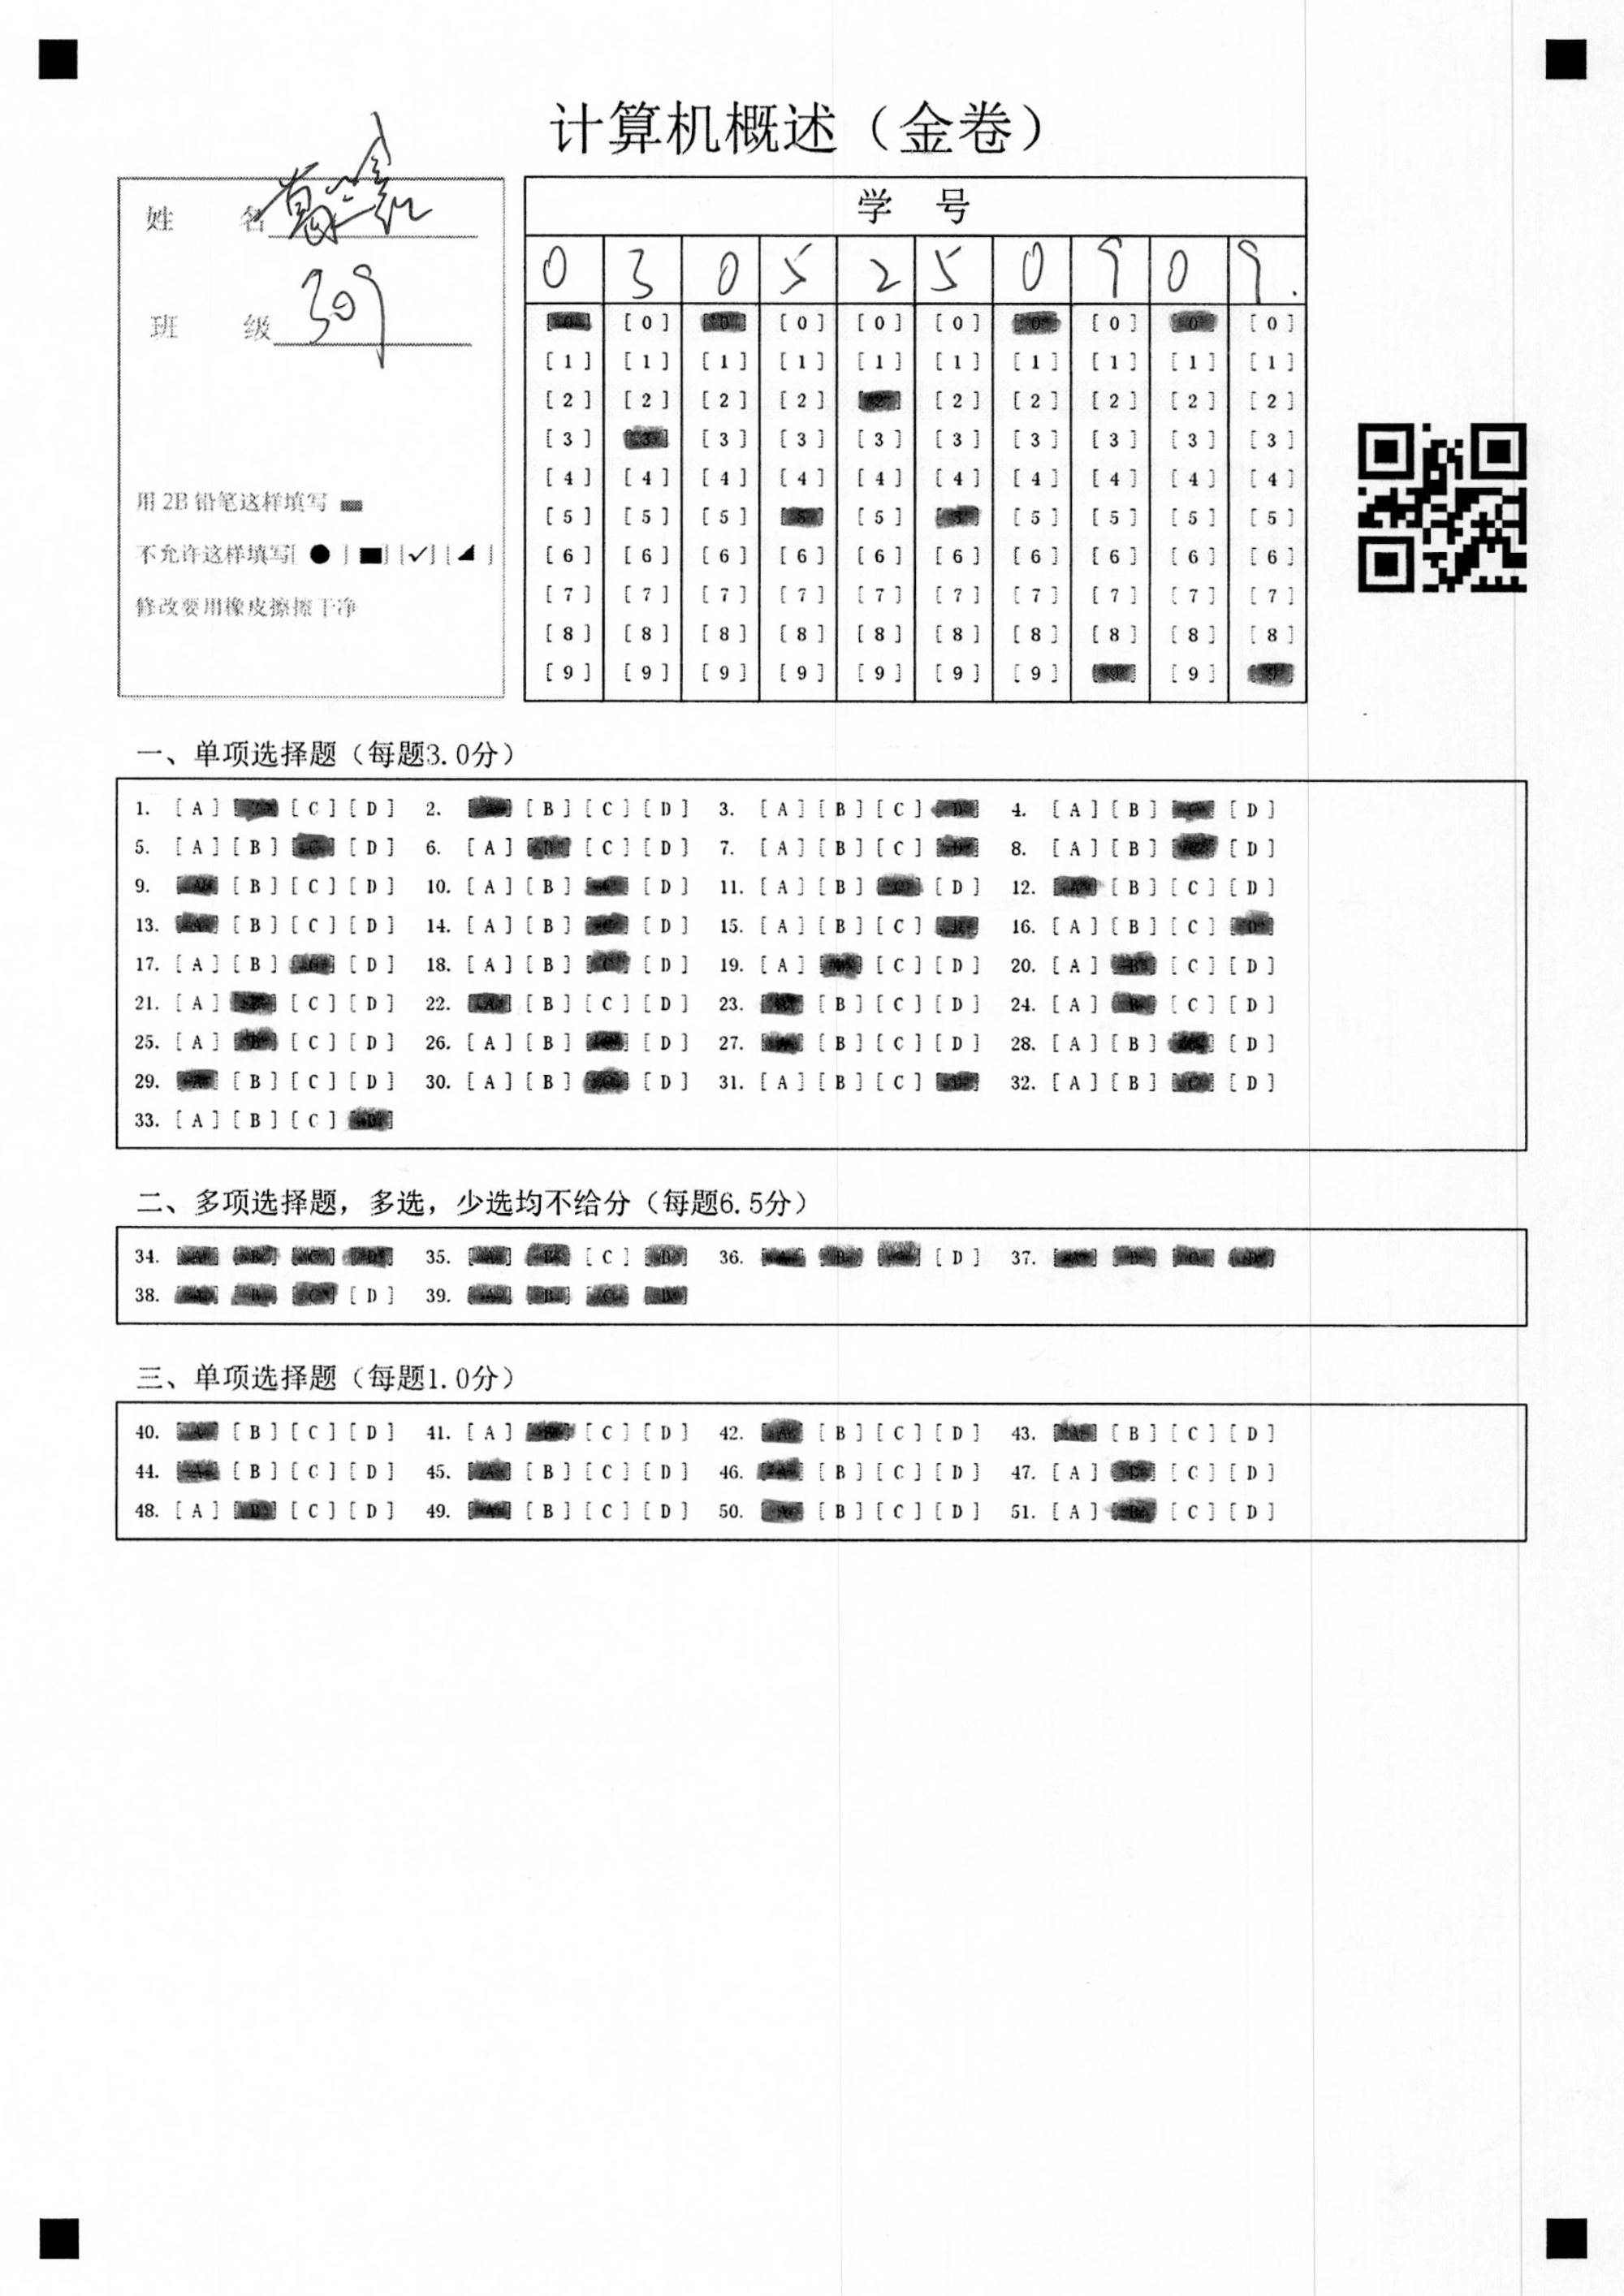 计算机概述（金卷）
姓 名
班 级 309
用 2B 铅笔这样填写
不允许这样填写[ ● ] [■] [✓] [◢ ]
修改要用橡皮擦擦干净
学 号
0 3 0 5 2 5 0 9 0 9.
[0] [0] [0] [0] [0] [0] [0] [0] [0] [0]
[1] [1] [1] [1] [1] [1] [1] [1] [1] [1]
[2] [2] [2] [2] [2] [2] [2] [2] [2] [2]
[3] [3] [3] [3] [3] [3] [3] [3] [3] [3]
[4] [4] [4] [4] [4] [4] [4] [4] [4] [4]
[5] [5] [5] [5] [5] [5] [5] [5] [5] [5]
[6] [6] [6] [6] [6] [6] [6] [6] [6] [6]
[7] [7] [7] [7] [7] [7] [7] [7] [7] [7]
[8] [8] [8] [8] [8] [8] [8] [8] [8] [8]
[9] [9] [9] [9] [9] [9] [9] [9] [9] [9]
一、单项选择题（每题3.0分）
1. [A] [B] [C] [D] 2. [A] [B] [C] [D] 3. [A] [B] [C] [D] 4. [A] [B] [C] [D]
5. [A] [B] [C] [D] 6. [A] [B] [C] [D] 7. [A] [B] [C] [D] 8. [A] [B] [C] [D]
9. [A] [B] [C] [D] 10. [A] [B] [C] [D] 11. [A] [B] [C] [D] 12. [A] [B] [C] [D]
13. [A] [B] [C] [D] 14. [A] [B] [C] [D] 15. [A] [B] [C] [D] 16. [A] [B] [C] [D]
17. [A] [B] [C] [D] 18. [A] [B] [C] [D] 19. [A] [B] [C] [D] 20. [A] [B] [C] [D]
21. [A] [B] [C] [D] 22. [A] [B] [C] [D] 23. [A] [B] [C] [D] 24. [A] [B] [C] [D]
25. [A] [B] [C] [D] 26. [A] [B] [C] [D] 27. [A] [B] [C] [D] 28. [A] [B] [C] [D]
29. [A] [B] [C] [D] 30. [A] [B] [C] [D] 31. [A] [B] [C] [D] 32. [A] [B] [C] [D]
33. [A] [B] [C] [D]
二、多项选择题，多选，少选均不给分（每题6.5分）
34. [A] [B] [C] [D] 35. [A] [B] [C] [D] 36. [A] [B] [C] [D] 37. [A] [B] [C] [D]
38. [A] [B] [C] [D] 39. [A] [B] [C] [D]
三、单项选择题（每题1.0分）
40. [A] [B] [C] [D] 41. [A] [B] [C] [D] 42. [A] [B] [C] [D] 43. [A] [B] [C] [D]
44. [A] [B] [C] [D] 45. [A] [B] [C] [D] 46. [A] [B] [C] [D] 47. [A] [B] [C] [D]
48. [A] [B] [C] [D] 49. [A] [B] [C] [D] 50. [A] [B] [C] [D] 51. [A] [B] [C] [D]